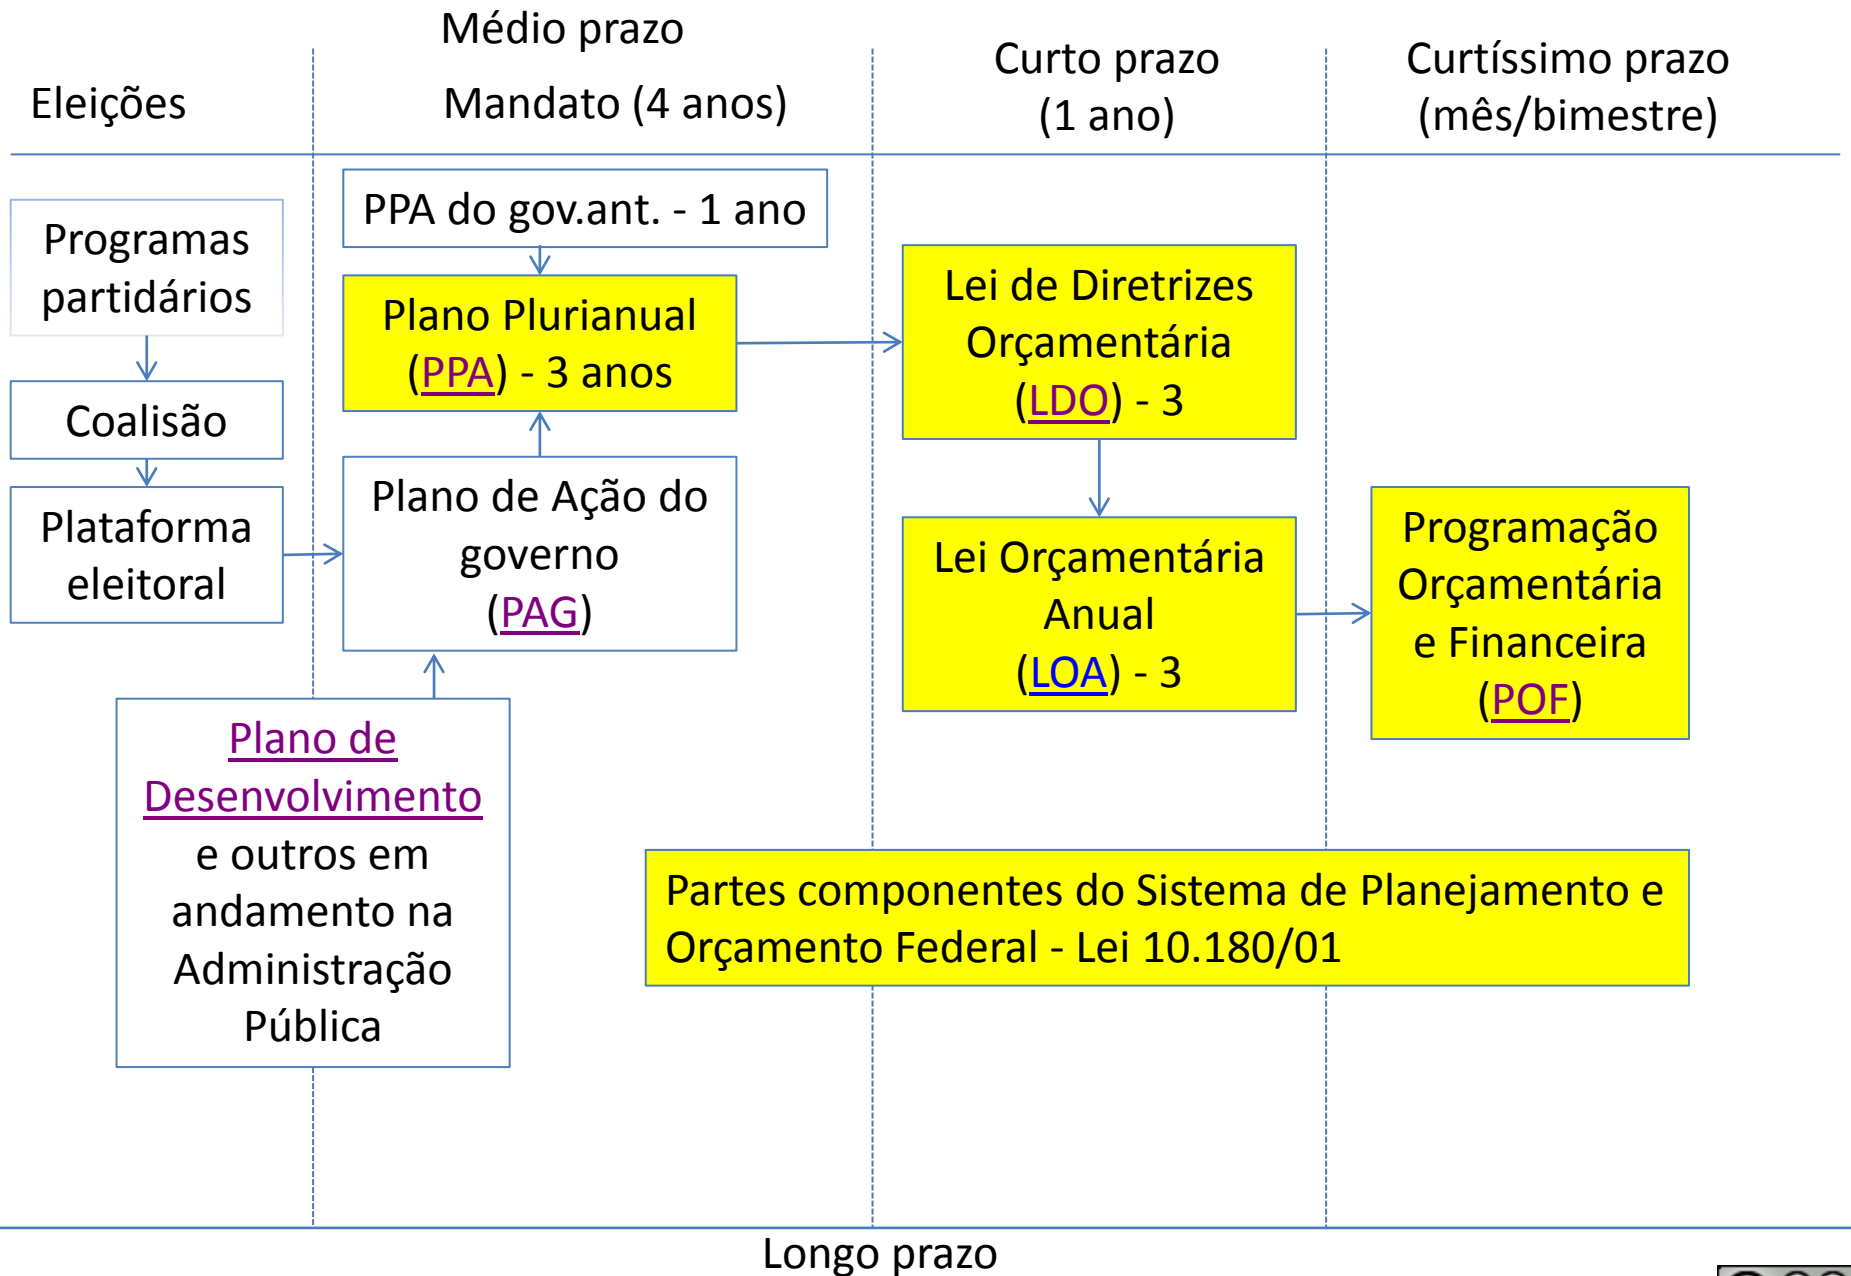 Médio prazo
Eleições
Mandato (4 anos)
Curto prazo
(1 ano)
Curtíssimo prazo
(mês/bimestre)
Programas
partidários
Coalisão
Plataforma
eleitoral
PPA do gov.ant. - 1 ano
Plano Plurianual
(PPA) - 3 anos
Plano de Ação do
governo
(PAG)
Plano de
Desenvolvimento
e outros em
andamento na
Administração
Pública
Lei de Diretrizes
Orçamentária
(LDO) - 3
Lei Orçamentária
Anual
(LOA) - 3
Programação
Orçamentária
e Financeira
(POF)
Partes componentes do Sistema de Planejamento e
Orçamento Federal - Lei 10.180/01
Longo prazo